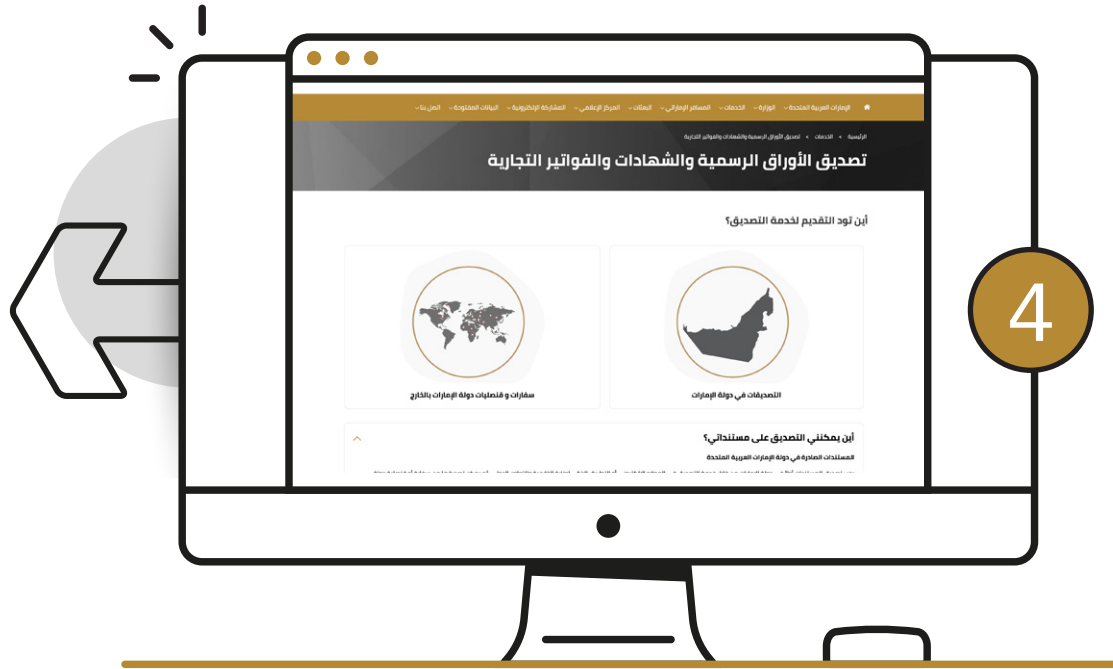 الإمارات العربية المتحدة الوزارة الخدمات المسافر الإماراتي البعثات المركز الإعلامي المشاركة الإلكترونية البيانات المفتوحة اتصل بنا
الرئيسية > الخدمات > تصديق الأوراق الرسمية والشهادات والفواتير التجارية
تصديق الأوراق الرسمية والشهادات والفواتير التجارية
أين تود التقديم لخدمة التصديق؟
التصديقات في دولة الإمارات
سفارات و قنصليات دولة الإمارات بالخارج
أين يمكنني التصديق على مستنداتي؟
المستندات الصادرة في دولة الإمارات العربية المتحدة
4